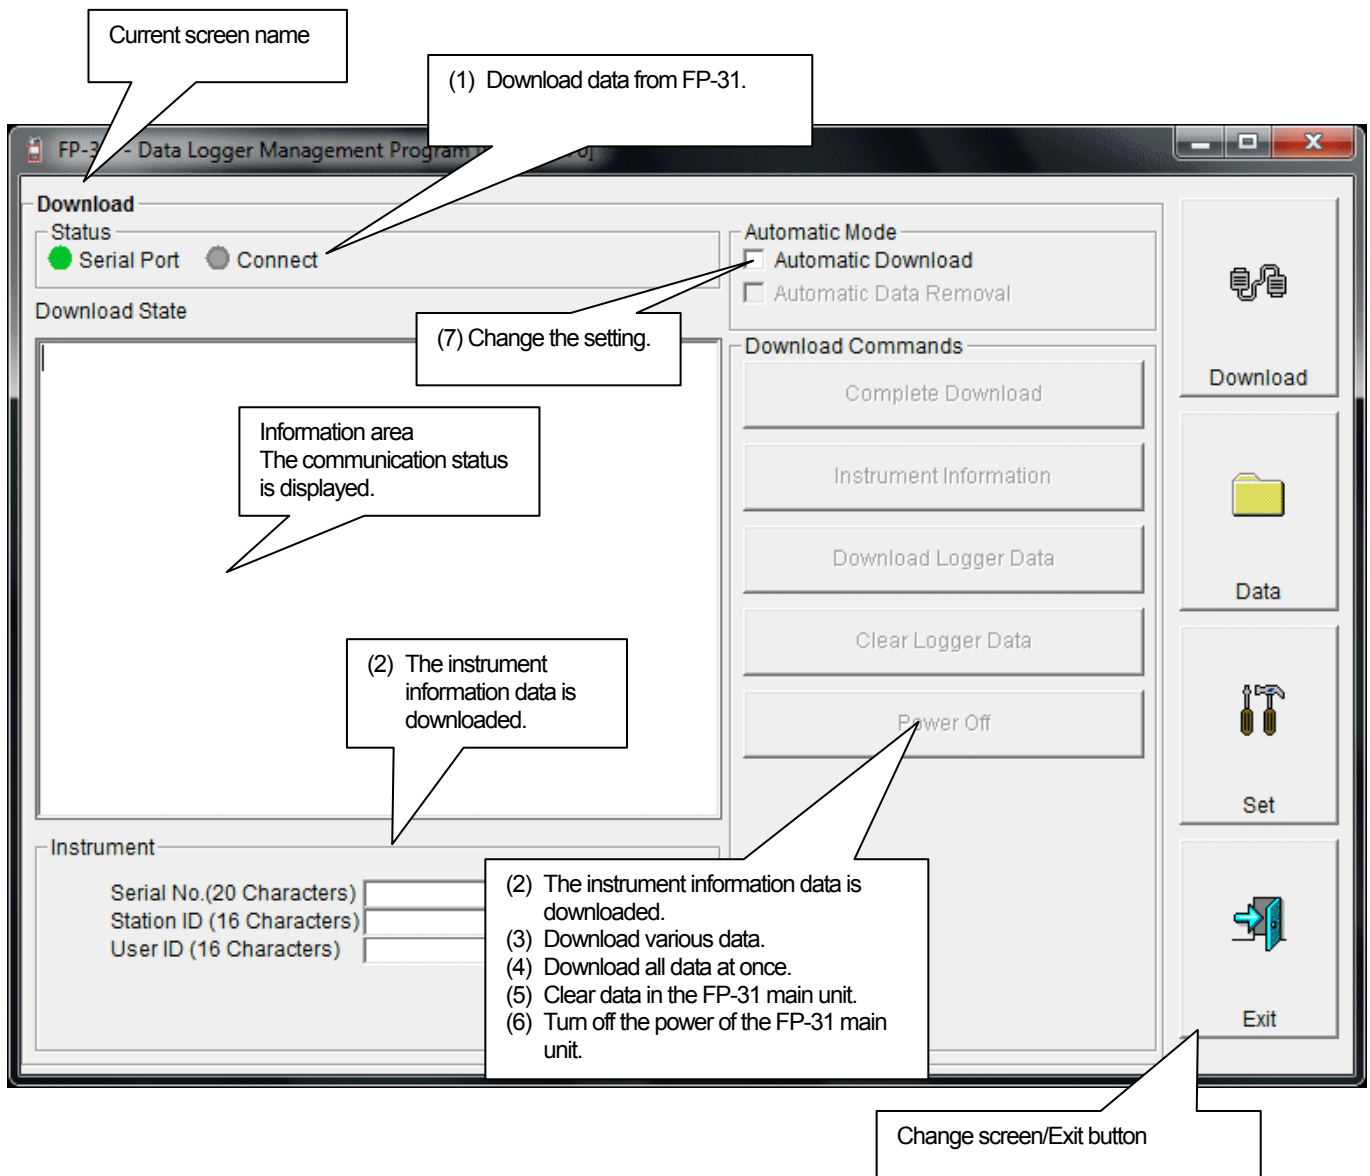 Current screen name
(1) Download data from FP-31.
FP-3 - Data Logger Management Program
Download
Status
Serial Port
Connect
Automatic Mode
Automatic Download
Automatic Data Removal
Download State
(7) Change the setting.
Download Commands
Complete Download
Instrument Information
Download Logger Data
Clear Logger Data
Power Off
Information area
The communication status
is displayed.
(2) The instrument
information data is
downloaded.
Instrument
Serial No.(20 Characters)
Station ID (16 Characters)
User ID (16 Characters)
(2) The instrument information data is
downloaded.
(3) Download various data.
(4) Download all data at once.
(5) Clear data in the FP-31 main unit.
(6) Turn off the power of the FP-31 main
unit.
Download
Data
Set
Exit
Change screen/Exit button